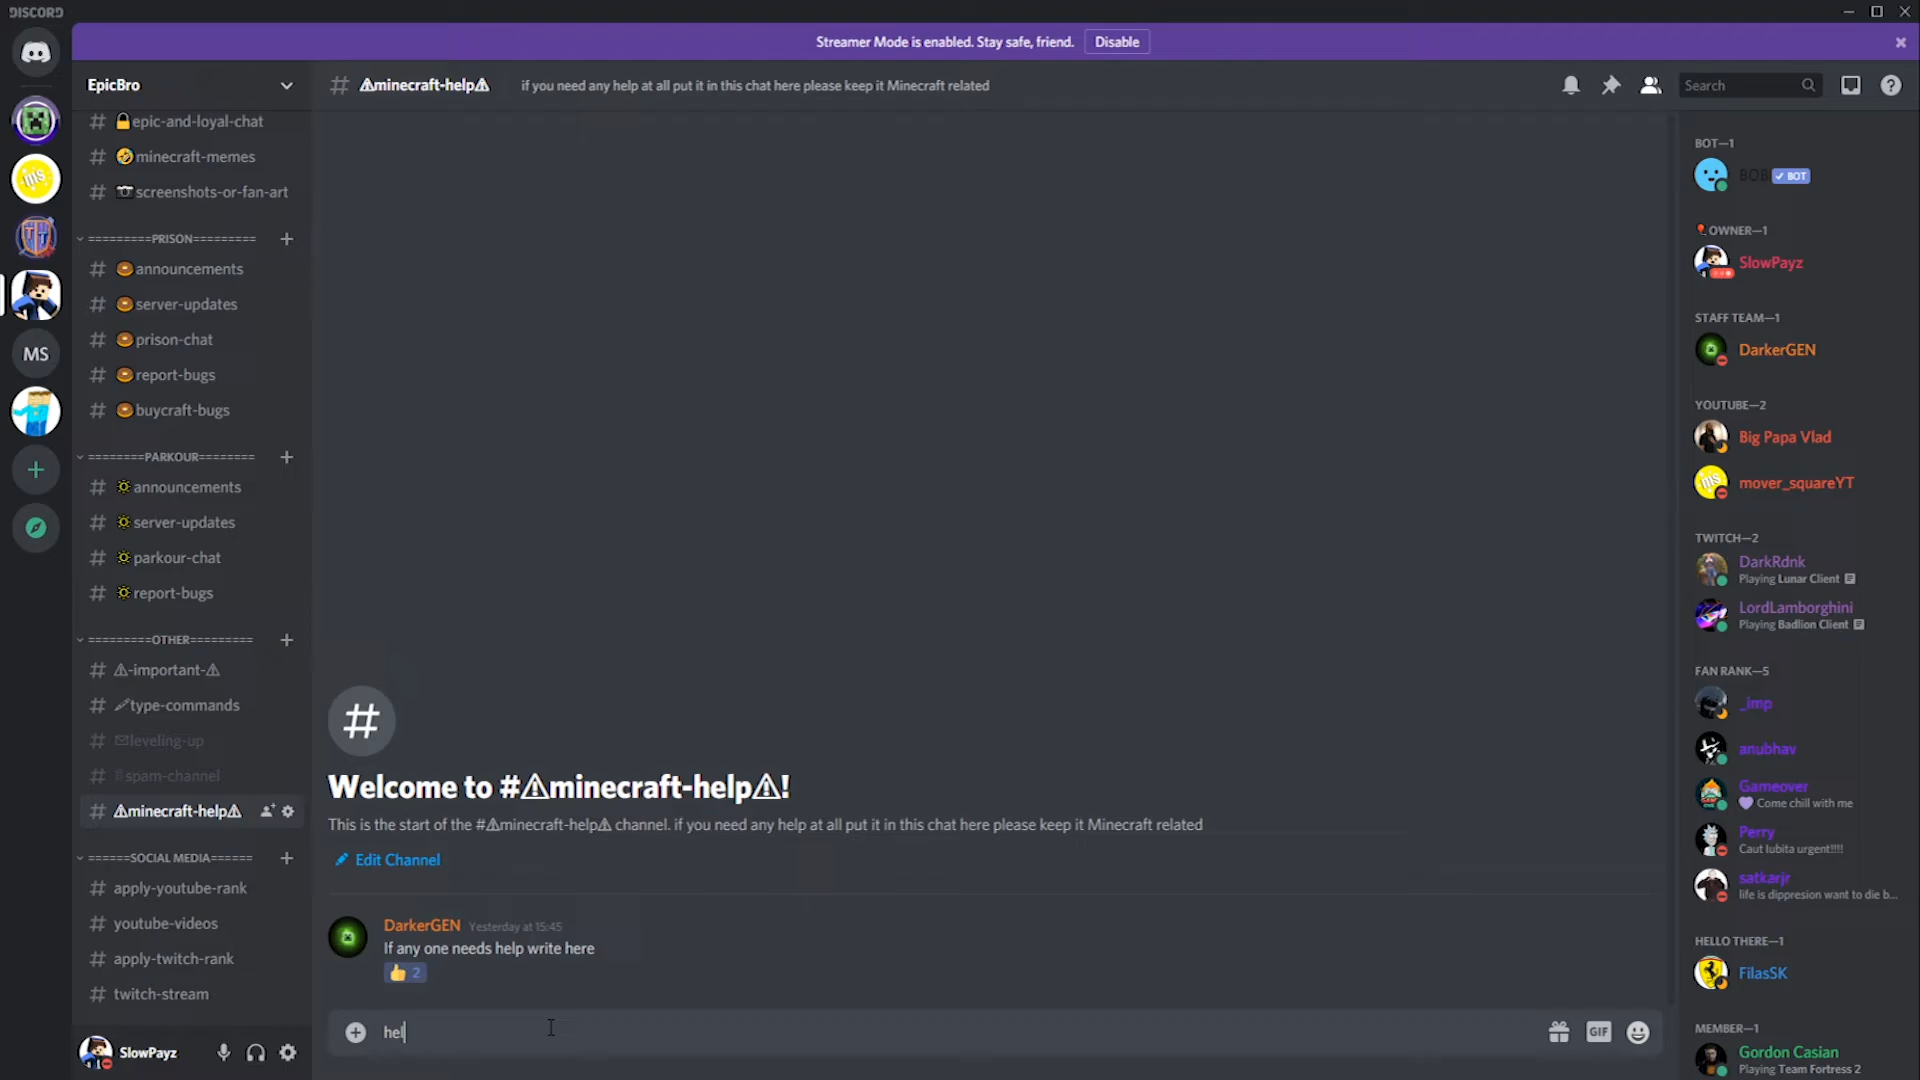 DISCORD
Streamer Mode is enabled. Stay safe, friend. Disable
EpicBro
# ⚠minecraft-help⚠ if you need any help at all put it in this chat here please keep it Minecraft related
Search
# 🔒epic-and-loyal-chat
# 🤣minecraft-memes
# 📷screenshots-or-fan-art
=========PRISON=========
# 🍩announcements
# 🍩server-updates
# 🍩prison-chat
# 🍩report-bugs
# 🍩buycraft-bugs
========PARKOUR========
# 🔅announcements
# 🔅server-updates
# 🔅parkour-chat
# 🔅report-bugs
=========OTHER=========
# ⚠-important-⚠
# 🖊type-commands
# ✉leveling-up
# spam-channel
# ⚠minecraft-help⚠
======SOCIAL MEDIA======
# apply-youtube-rank
# youtube-videos
# apply-twitch-rank
# twitch-stream
SlowPayz
MS
ms
#
Welcome to #⚠minecraft-help⚠!
This is the start of the #⚠minecraft-help⚠ channel. if you need any help at all put it in this chat here please keep it Minecraft related
Edit Channel
DarkerGEN Yesterday at 15:45
If any one needs help write here
👍 2
hel
GIF
BOT—1
BOB ✓ BOT
🎈OWNER—1
SlowPayz
STAFF TEAM—1
DarkerGEN
YOUTUBE—2
Big Papa Vlad
mover_squareYT
TWITCH—2
DarkRdnk
Playing Lunar Client
LordLamborghini
Playing Badlion Client
FAN RANK—5
_imp
anubhav
Gameover
💜 Come chill with me
Perry
Caut Iubita urgent!!!!
satkarjr
life is dippresion want to die b...
HELLO THERE—1
FilasSK
MEMBER—1
Gordon Casian
Playing Team Fortress 2